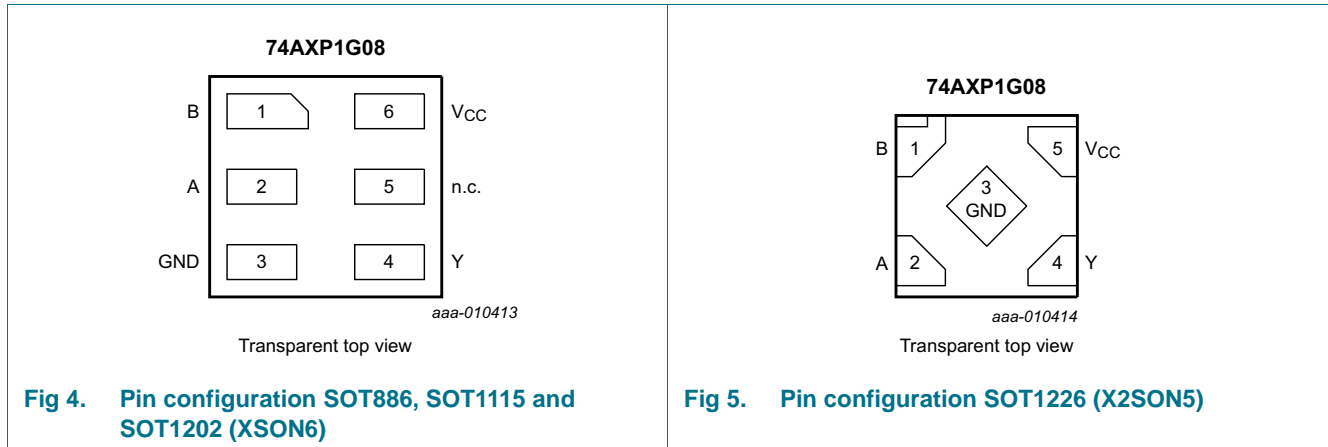 74AXP1G08
B 1 6 VCC
A 2 5 n.c.
GND 3 4 Y
aaa-010413
Transparent top view
Fig 4. Pin configuration SOT886, SOT1115 and
SOT1202 (XSON6)
74AXP1G08
B 1 5 VCC
3
GND
A 2 4 Y
aaa-010414
Transparent top view
Fig 5. Pin configuration SOT1226 (X2SON5)